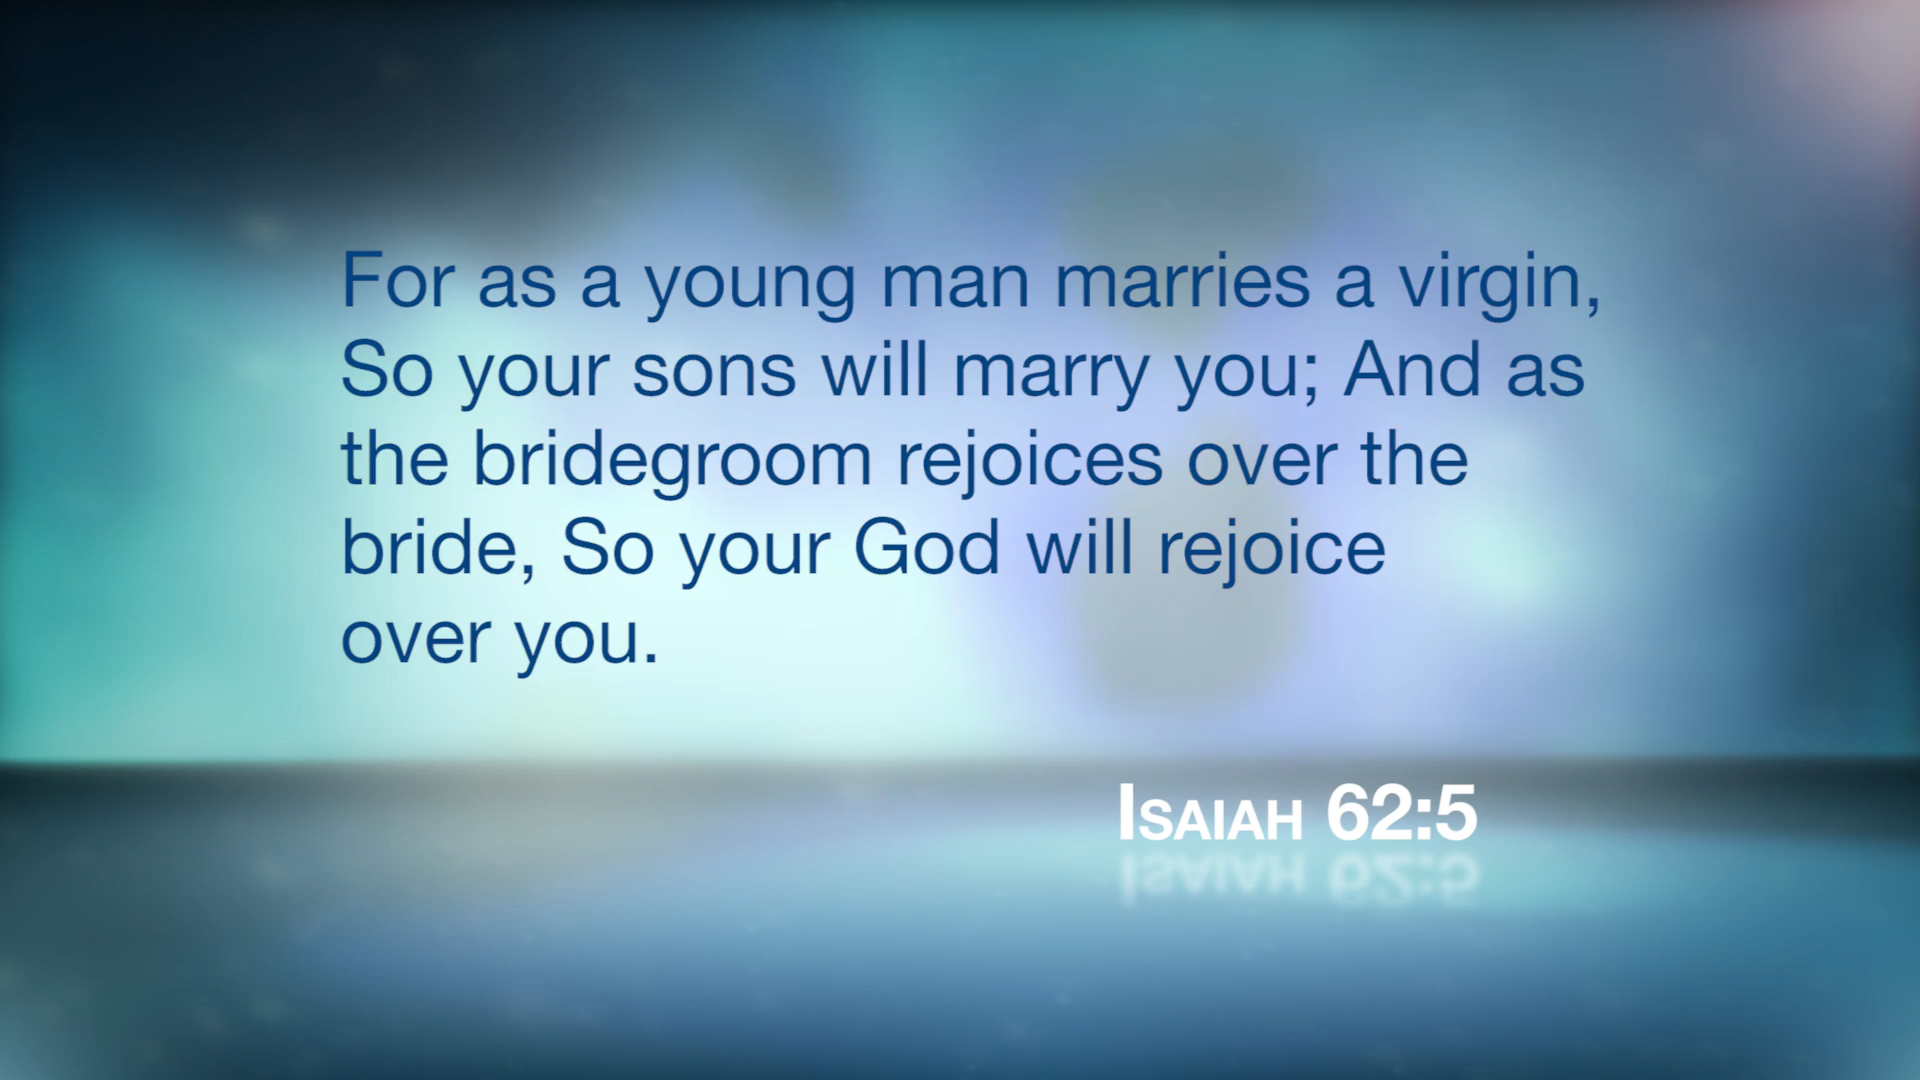 For as a young man marries a virgin,
So your sons will marry you; And as
the bridegroom rejoices over the
bride, So your God will rejoice
over you.
Isaiah 62:5